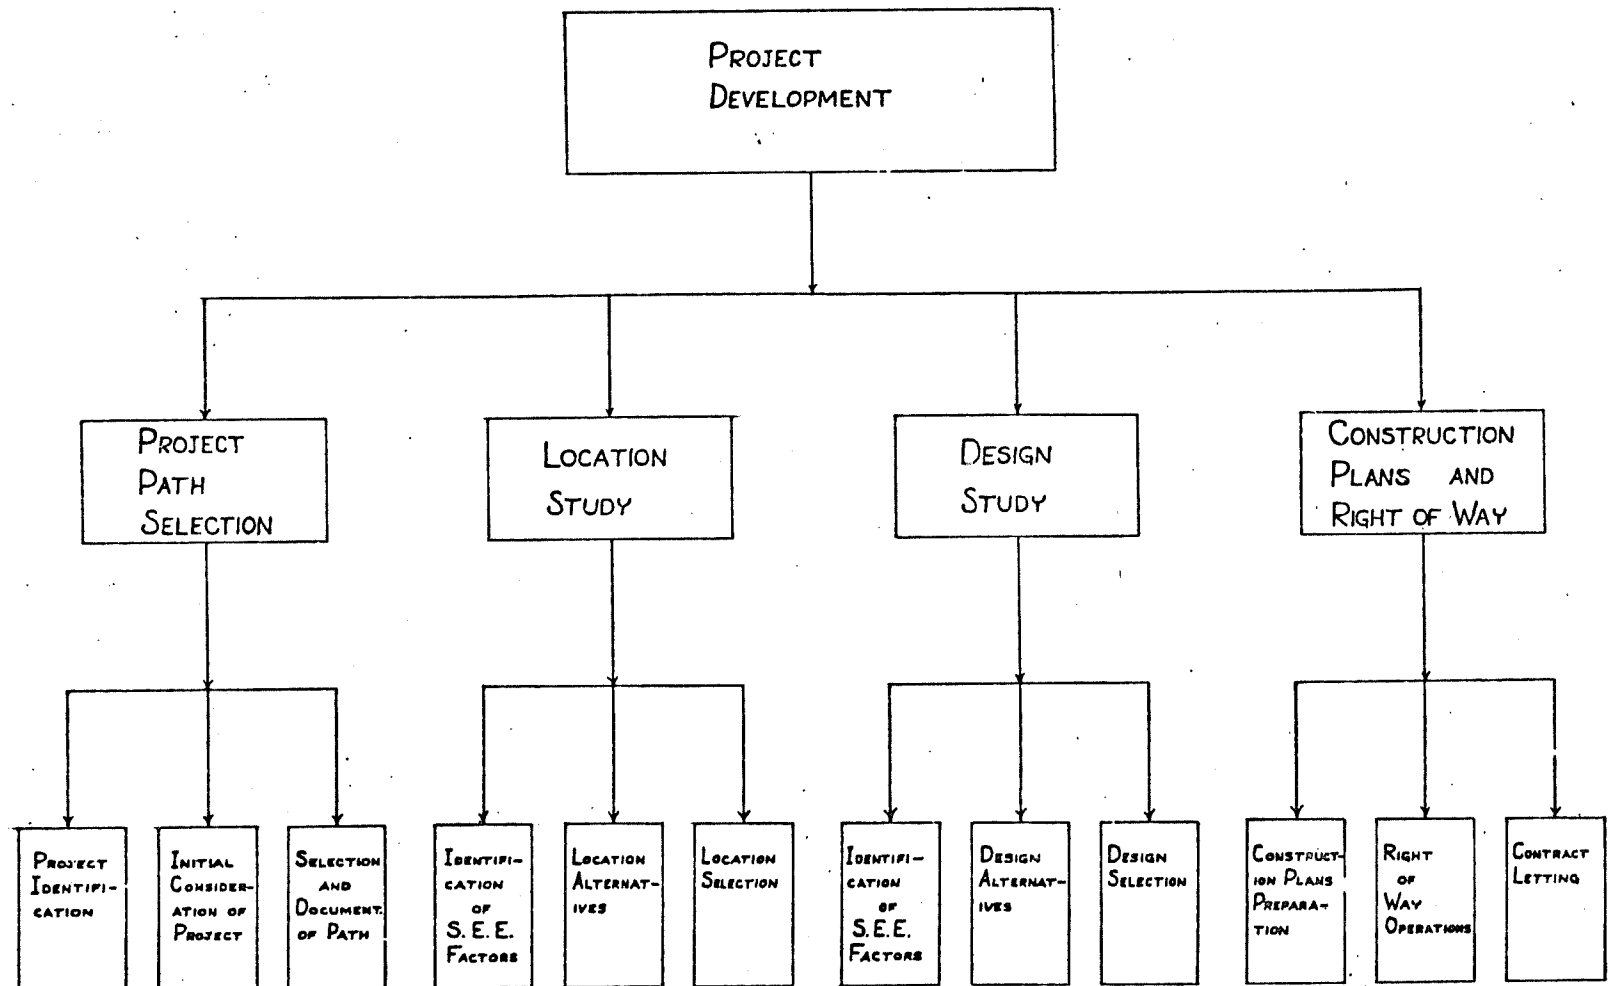 PROJECT
DEVELOPMENT
PROJECT
PATH
SELECTION
LOCATION
STUDY
DESIGN
STUDY
CONSTRUCTION
PLANS AND
RIGHT OF WAY
PROJECT
IDENTIFI-
CATION
INITIAL
CONSIDER-
ATION OF
PROJECT
SELECTION
AND
DOCUMENT.
OF PATH
IDENTIFI-
CATION
OF
S. E. E.
FACTORS
LOCATION
ALTERNAT-
IVES
LOCATION
SELECTION
IDENTIFI-
CATION
OF
S. E. E.
FACTORS
DESIGN
ALTERNAT-
IVES
DESIGN
SELECTION
CONSTRUCT-
ION PLANS
PREPARA-
TION
RIGHT
OF
WAY
OPERATIONS
CONTRACT
LETTING